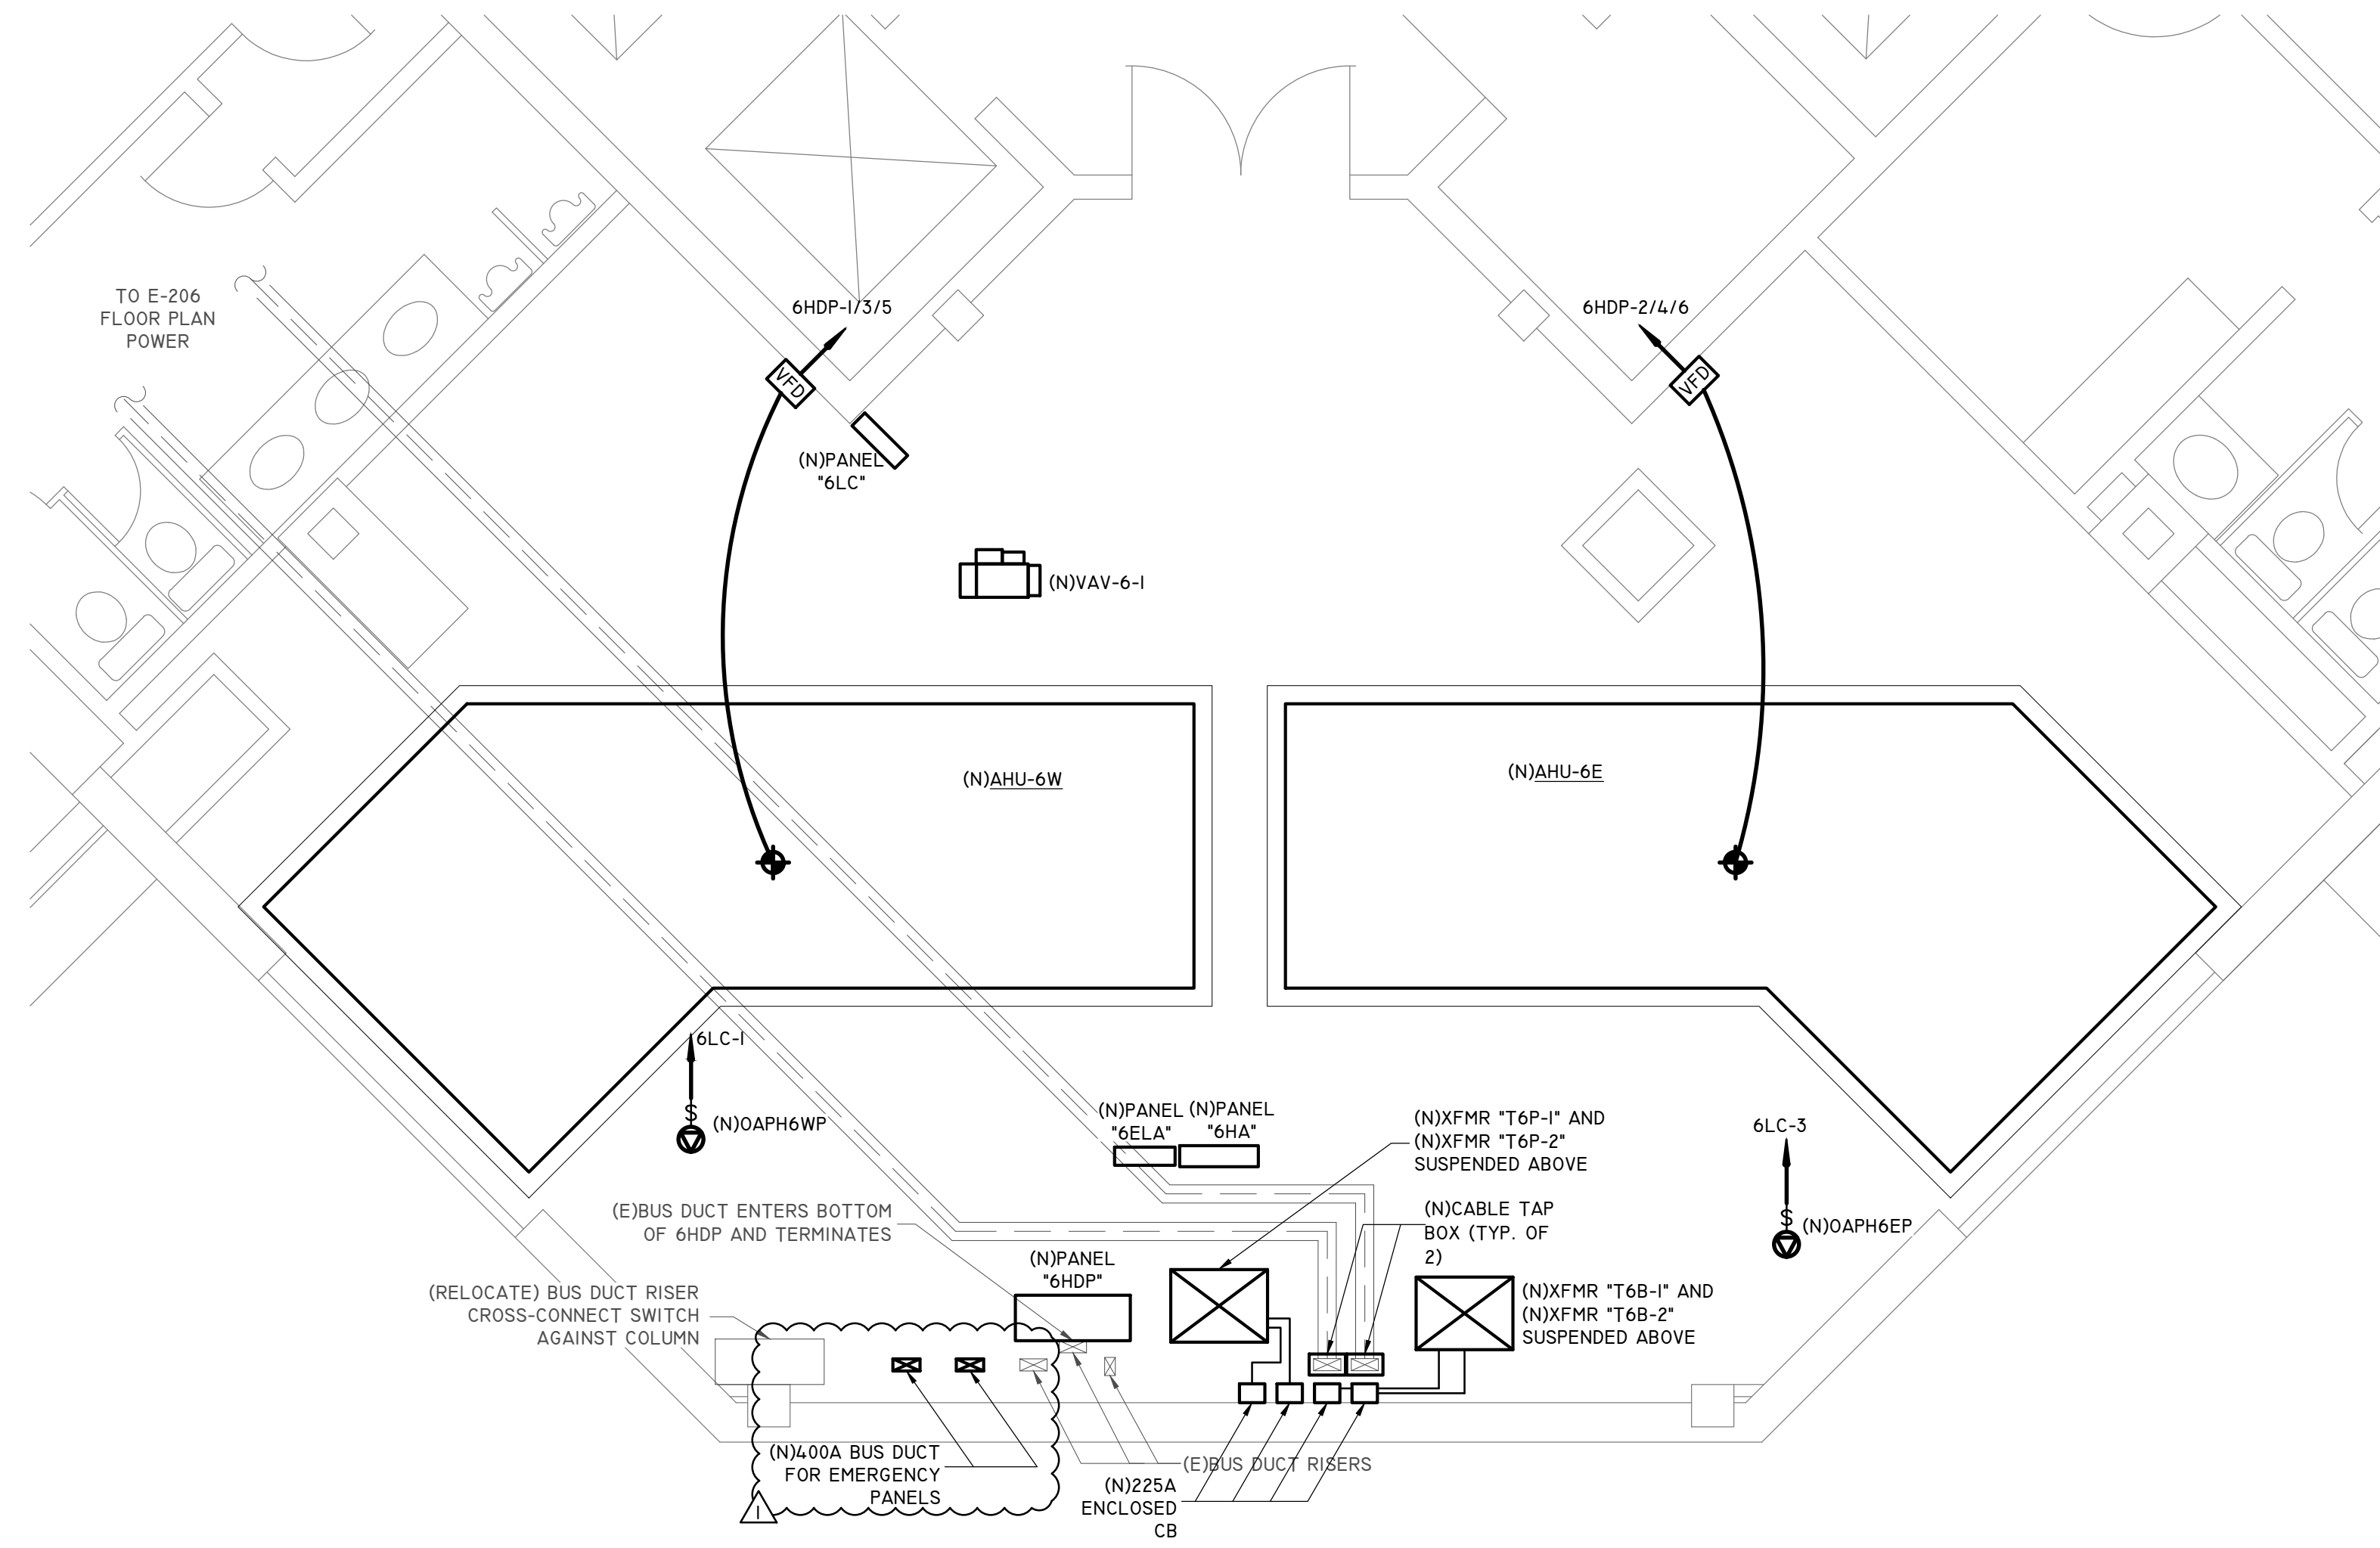 TO E-206
FLOOR PLAN
POWER
6HDP-1/3/5
6HDP-2/4/6
VFD
VFD
(N)PANEL
"6LC"
(N)VAV-6-1
(N)AHU-6W
(N)AHU-6E
6LC-1
S
(N)OAPH6WP
(N)PANEL
"6ELA"
(N)PANEL
"6HA"
(N)XFMR "T6P-1" AND
(N)XFMR "T6P-2"
SUSPENDED ABOVE
6LC-3
S
(N)OAPH6EP
(E)BUS DUCT ENTERS BOTTOM
OF 6HDP AND TERMINATES
(N)CABLE TAP
BOX (TYP. OF
2)
(N)PANEL
"6HDP"
(RELOCATE) BUS DUCT RISER
CROSS-CONNECT SWITCH
AGAINST COLUMN
(N)XFMR "T6B-1" AND
(N)XFMR "T6B-2"
SUSPENDED ABOVE
(N)400A BUS DUCT
FOR EMERGENCY
PANELS
(E)BUS DUCT RISERS
(N)225A
ENCLOSED
CB
1